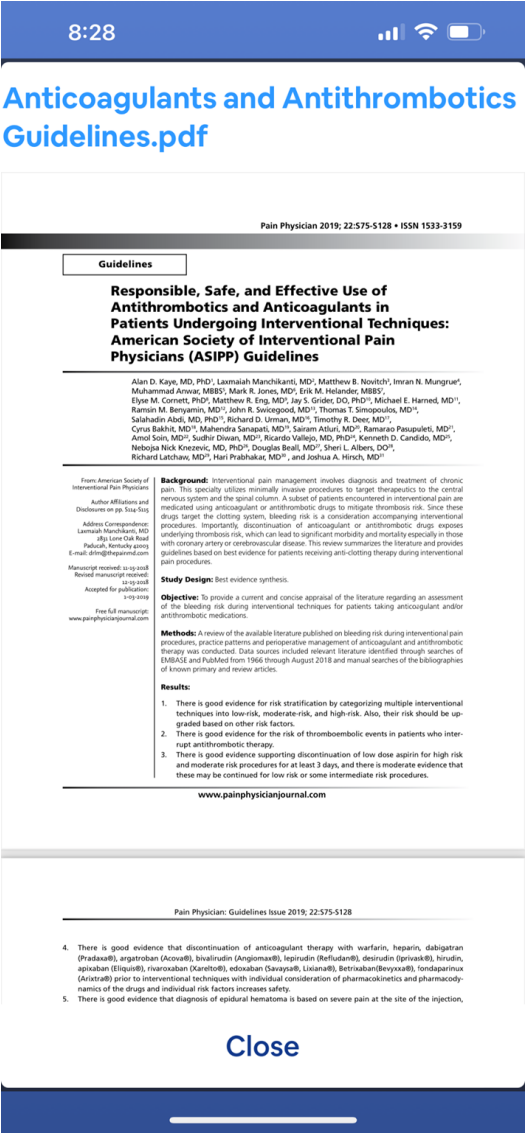 8:28
Anticoagulants and Antithrombotics
Guidelines.pdf
Pain Physician 2019; 22:S75-S128 • ISSN 1533-3159
Guidelines
Responsible, Safe, and Effective Use of
Antithrombotics and Anticoagulants in
Patients Undergoing Interventional Techniques:
American Society of Interventional Pain
Physicians (ASIPP) Guidelines
Alan D. Kaye, MD, PhD¹, Laxmaiah Manchikanti, MD², Matthew B. Novitch³, Imran N. Mungrue⁴,
Muhammad Anwar, MBBS⁵, Mark R. Jones, MD⁶, Erik M. Helander, MBBS⁷,
Elyse M. Cornett, PhD⁸, Matthew R. Eng, MD⁹, Jay S. Grider, DO, PhD¹⁰, Michael E. Harned, MD¹¹,
Ramsin M. Benyamin, MD¹², John R. Swicegood, MD¹³, Thomas T. Simopoulos, MD¹⁴,
Salahadin Abdi, MD, PhD¹⁵, Richard D. Urman, MD¹⁶, Timothy R. Deer, MD¹⁷,
Cyrus Bakhit, MD¹⁸, Mahendra Sanapati, MD¹⁹, Sairam Atluri, MD²⁰, Ramarao Pasupuleti, MD²¹,
Amol Soin, MD²², Sudhir Diwan, MD²³, Ricardo Vallejo, MD, PhD²⁴, Kenneth D. Candido, MD²⁵,
Nebojsa Nick Knezevic, MD, PhD²⁶, Douglas Beall, MD²⁷, Sheri L. Albers, DO²⁸,
Richard Latchaw, MD²⁹, Hari Prabhakar, MD³⁰, and Joshua A. Hirsch, MD³¹
From: American Society of
Interventional Pain Physicians
Author Affiliations and
Disclosures on pp. S114-S115
Address Correspondence:
Laxmaiah Manchikanti, MD
2831 Lone Oak Road
Paducah, Kentucky 42003
E-mail: drlm@thepainmd.com
Manuscript received: 11-15-2018
Revised manuscript received:
12-15-2018
Accepted for publication:
1-03-2019
Free full manuscript:
www.painphysicianjournal.com
Background: Interventional pain management involves diagnosis and treatment of chronic
pain. This specialty utilizes minimally invasive procedures to target therapeutics to the central
nervous system and the spinal column. A subset of patients encountered in interventional pain are
medicated using anticoagulant or antithrombotic drugs to mitigate thrombosis risk. Since these
drugs target the clotting system, bleeding risk is a consideration accompanying interventional
procedures. Importantly, discontinuation of anticoagulant or antithrombotic drugs exposes
underlying thrombosis risk, which can lead to significant morbidity and mortality especially in those
with coronary artery or cerebrovascular disease. This review summarizes the literature and provides
guidelines based on best evidence for patients receiving anti-clotting therapy during interventional
pain procedures.
Study Design: Best evidence synthesis.
Objective: To provide a current and concise appraisal of the literature regarding an assessment
of the bleeding risk during interventional techniques for patients taking anticoagulant and/or
antithrombotic medications.
Methods: A review of the available literature published on bleeding risk during interventional pain
procedures, practice patterns and perioperative management of anticoagulant and antithrombotic
therapy was conducted. Data sources included relevant literature identified through searches of
EMBASE and PubMed from 1966 through August 2018 and manual searches of the bibliographies
of known primary and review articles.
Results:
1. There is good evidence for risk stratification by categorizing multiple interventional
techniques into low-risk, moderate-risk, and high-risk. Also, their risk should be up-
graded based on other risk factors.
2. There is good evidence for the risk of thromboembolic events in patients who inter-
rupt antithrombotic therapy.
3. There is good evidence supporting discontinuation of low dose aspirin for high risk
and moderate risk procedures for at least 3 days, and there is moderate evidence that
these may be continued for low risk or some intermediate risk procedures.
www.painphysicianjournal.com
Pain Physician: Guidelines Issue 2019; 22:S75-S128
4. There is good evidence that discontinuation of anticoagulant therapy with warfarin, heparin, dabigatran
(Pradaxa®), argatroban (Acova®), bivalirudin (Angiomax®), lepirudin (Refludan®), desirudin (Iprivask®), hirudin,
apixaban (Eliquis®), rivaroxaban (Xarelto®), edoxaban (Savaysa®, Lixiana®), Betrixaban(Bevyxxa®), fondaparinux
(Arixtra®) prior to interventional techniques with individual consideration of pharmacokinetics and pharmacody-
namics of the drugs and individual risk factors increases safety.
5. There is good evidence that diagnosis of epidural hematoma is based on severe pain at the site of the injection,
Close